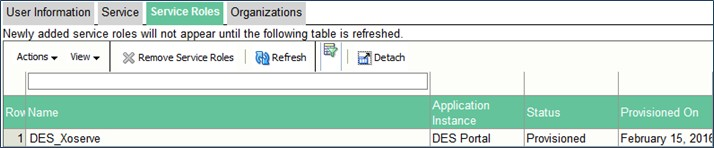 User Information Service Service Roles Organizations
Newly added service roles will not appear until the following table is refreshed.
Actions View Remove Service Roles Refresh Detach
Row Name Application Instance Status Provisioned On
1 DES_Xoserve DES Portal Provisioned February 15, 2016